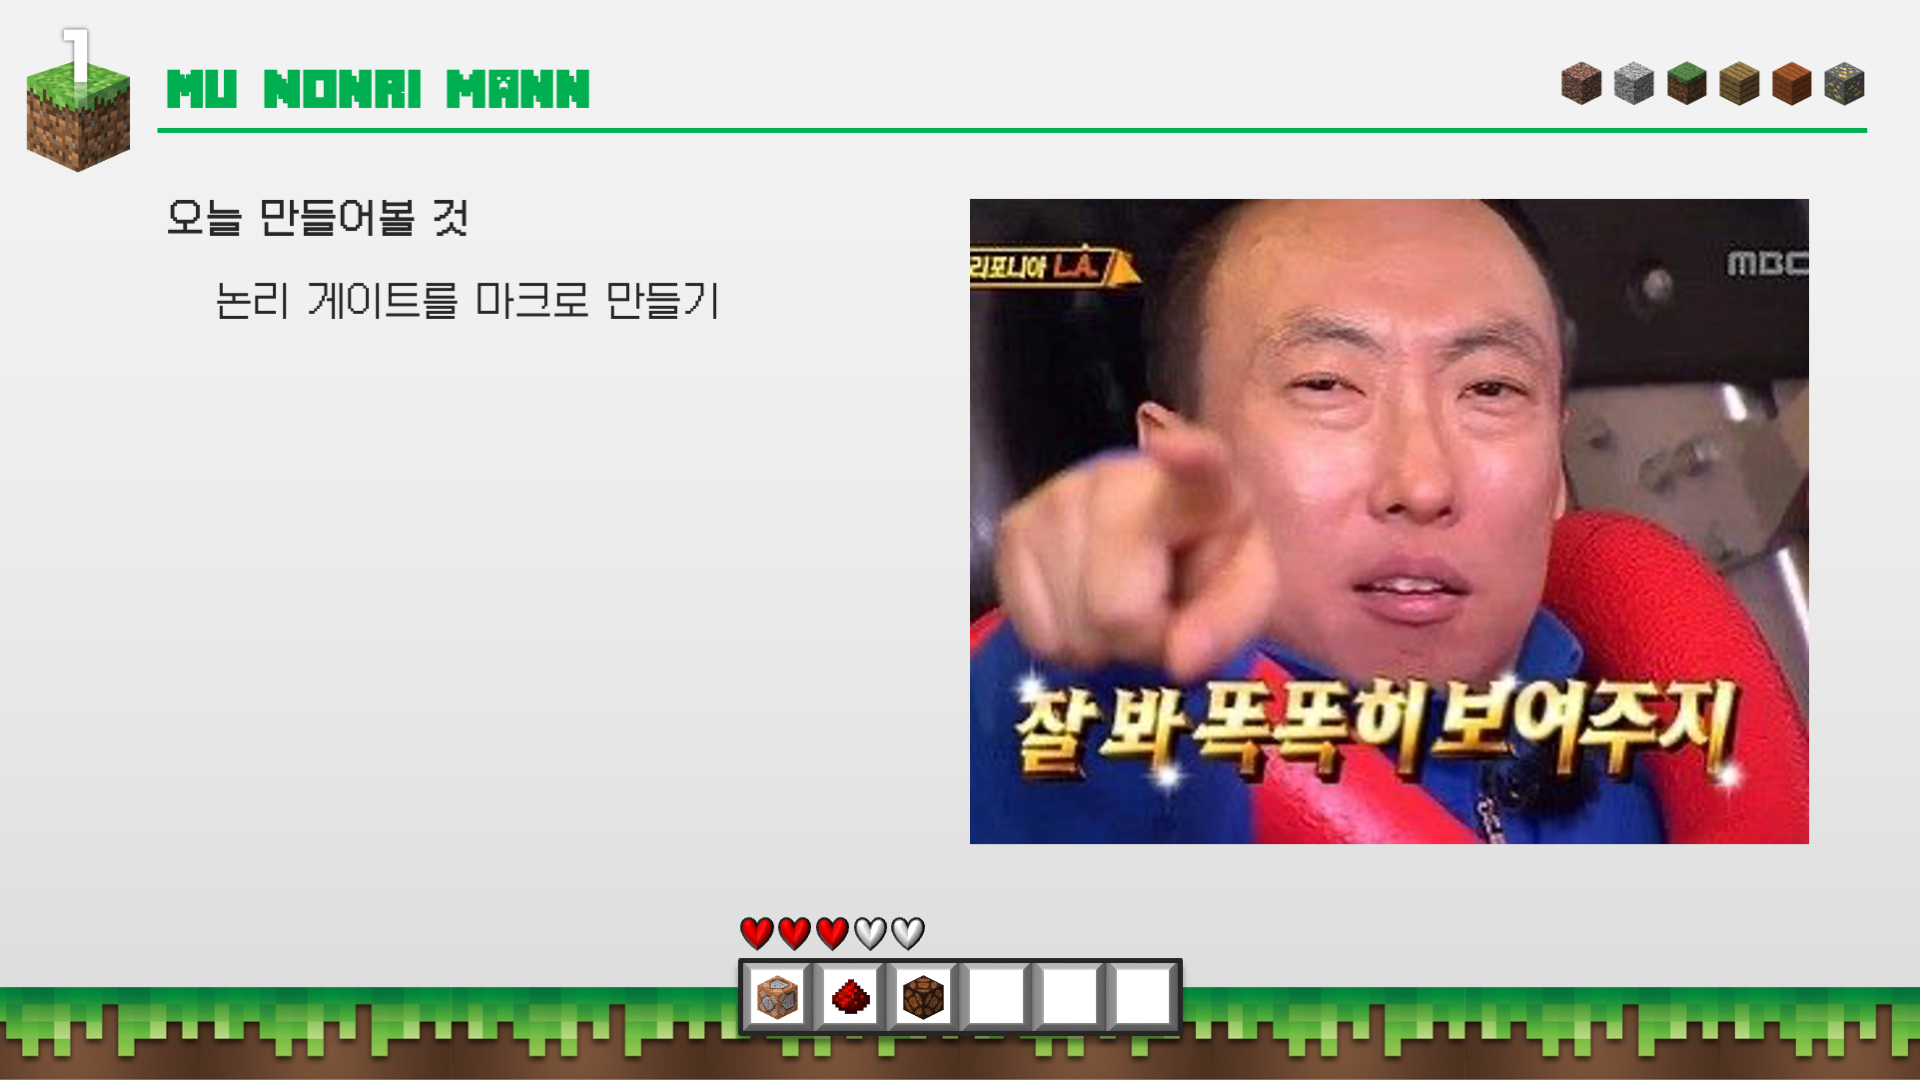 1
MU NONRI MANN
오늘 만들어볼 것
논리 게이트를 마크로 만들기
리포니아 L.A.
MBC
잘 봐 똑똑히 보여주지